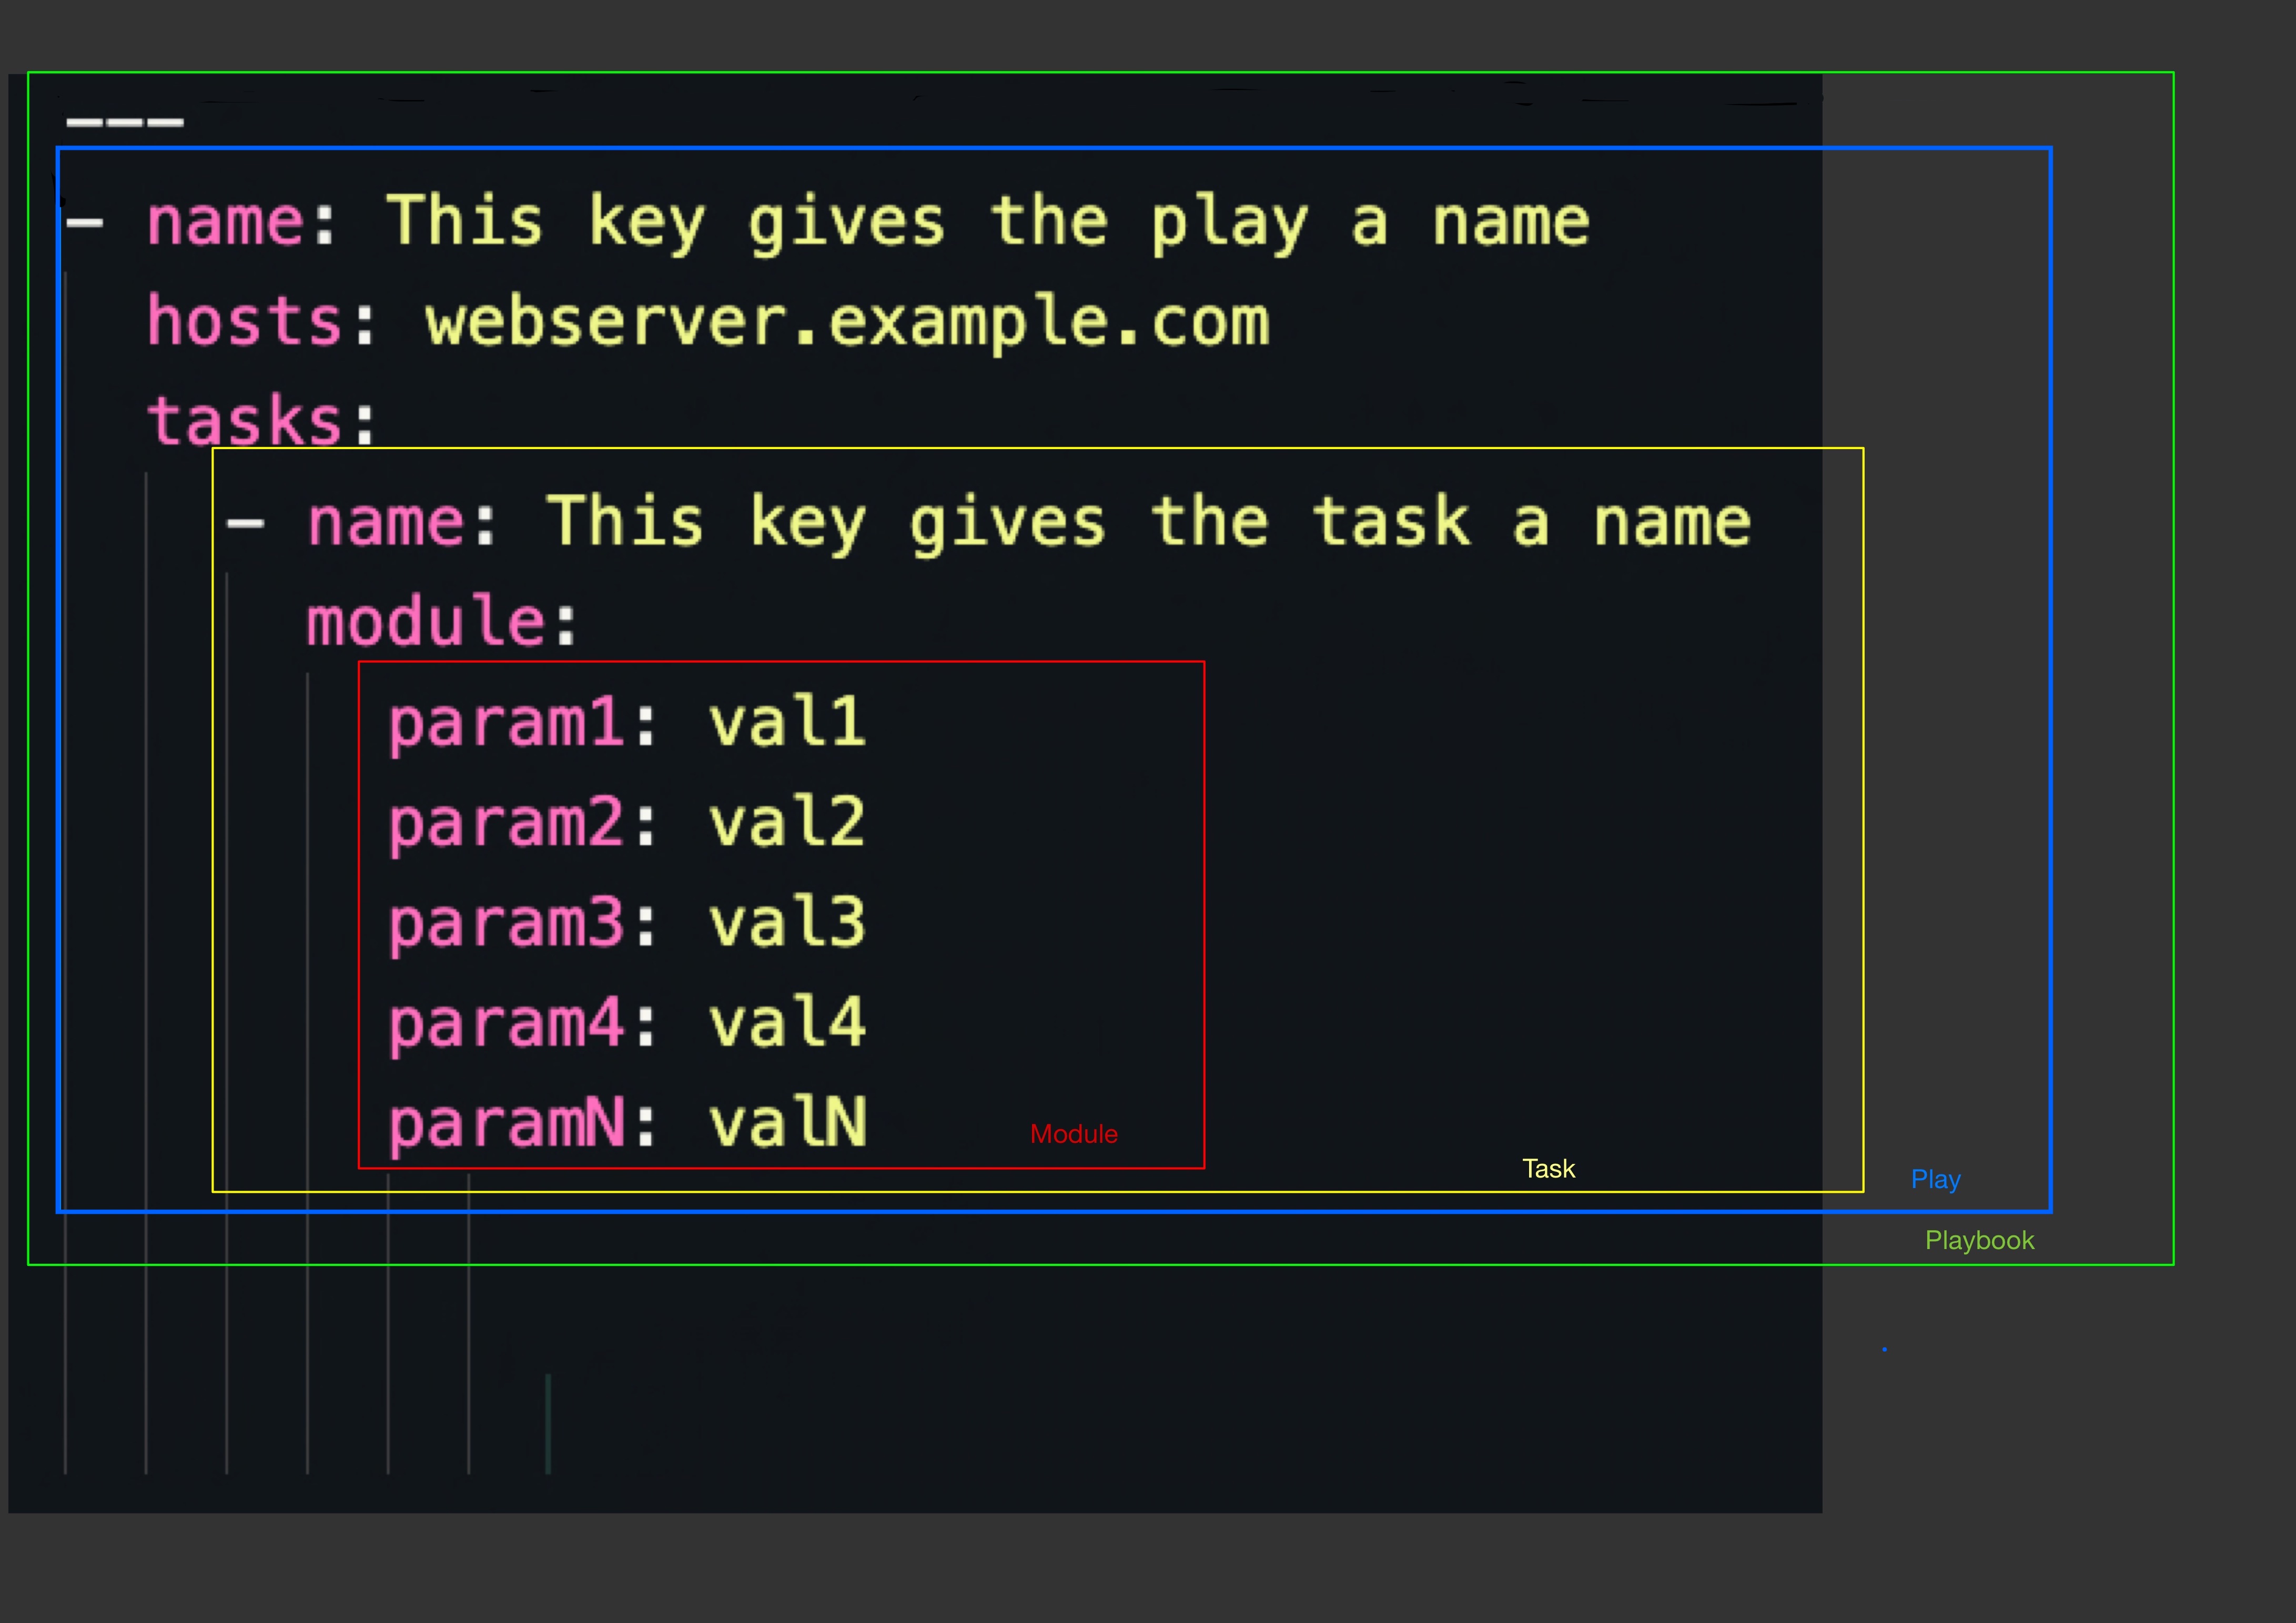 ---
- name: This key gives the play a name
hosts: webserver.example.com
tasks:
- name: This key gives the task a name
module:
param1: val1
param2: val2
param3: val3
param4: val4
paramN: valN
Module
Task
Play
Playbook